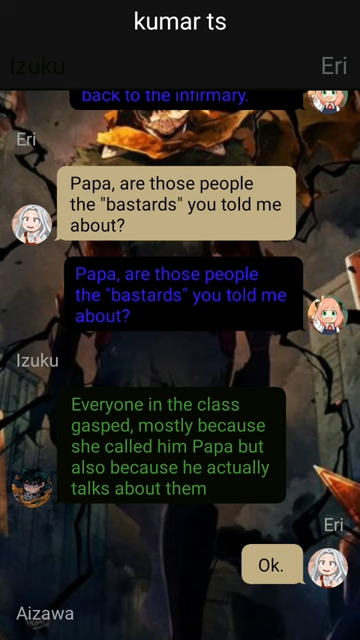 kumar ts
Izuku
Eri
back to the infirmary.
Eri
Papa, are those people
the "bastards" you told me
about?
Papa, are those people
the "bastards" you told me
about?
Izuku
Everyone in the class
gasped, mostly because
she called him Papa but
also because he actually
talks about them
Eri
Ok.
Aizawa